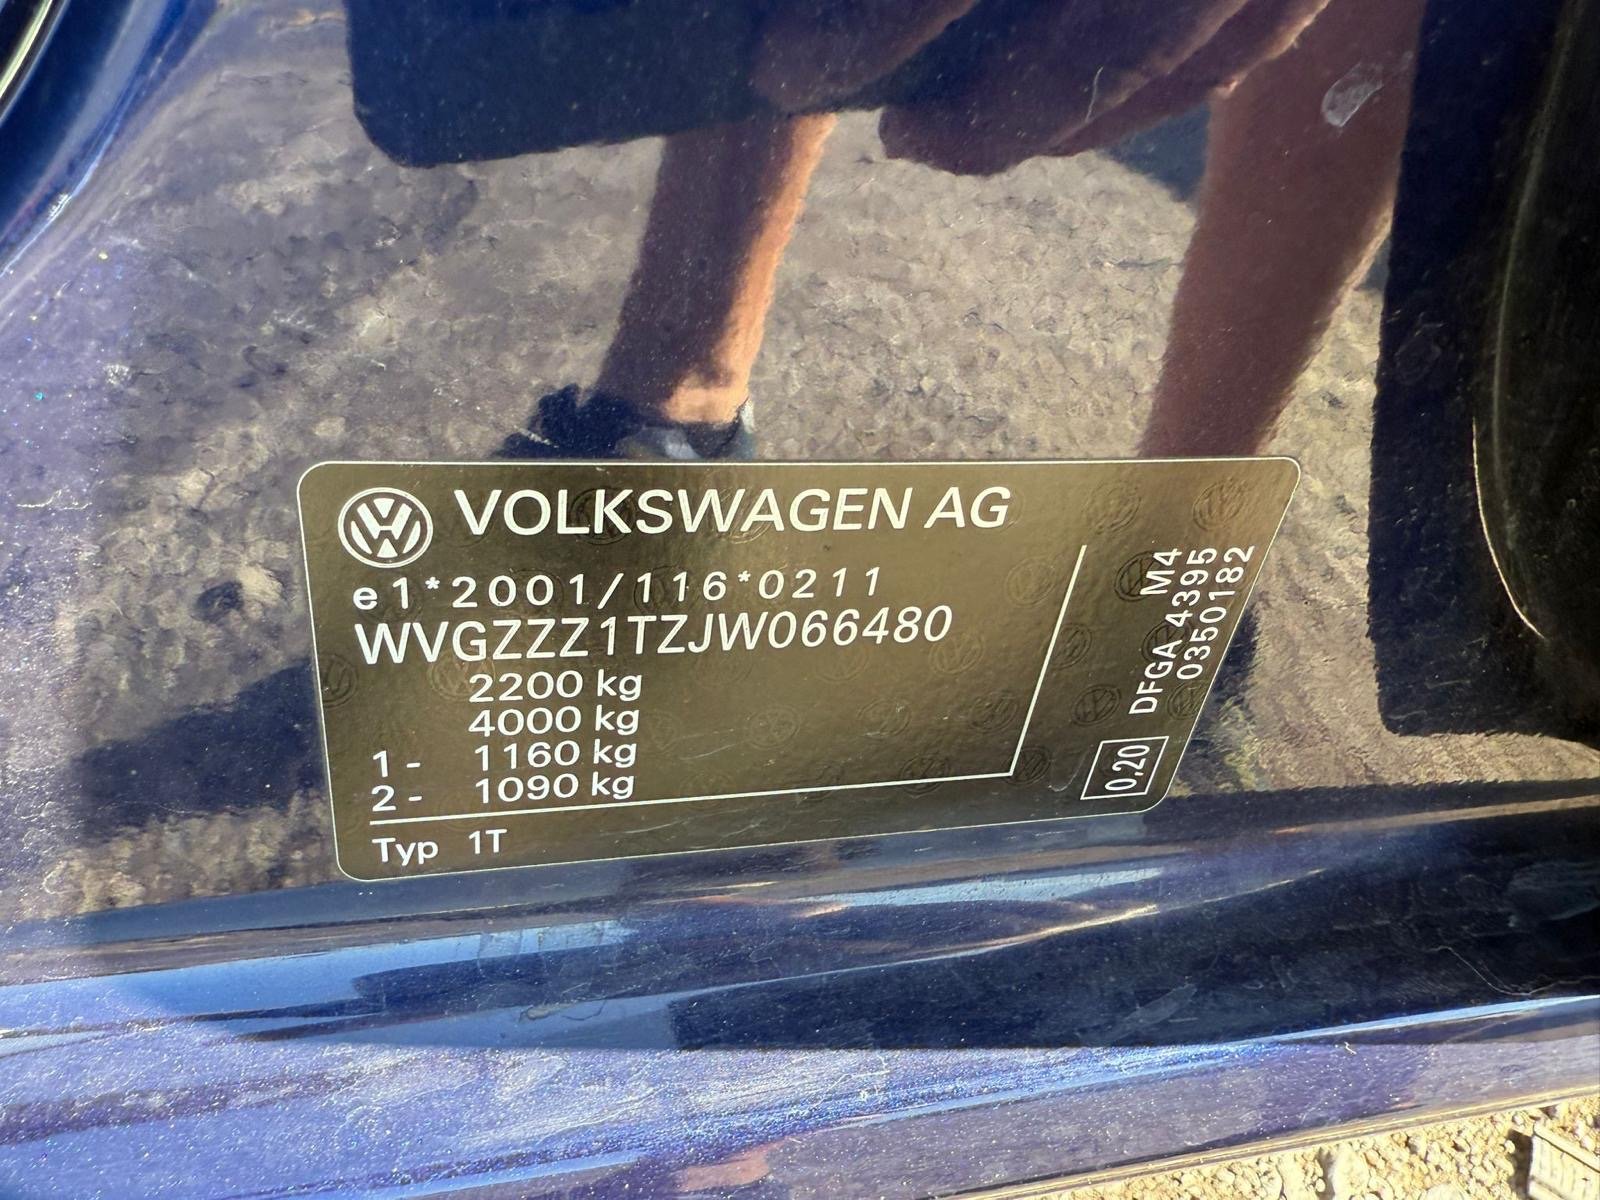 VOLKSWAGEN AG
e1*2001/116*0211
WVGZZZ1TZJW066480
2200 kg
4000 kg
1- 1160 kg
2- 1090 kg
Typ 1T
M4
DFGA 4395
0350182
0,20